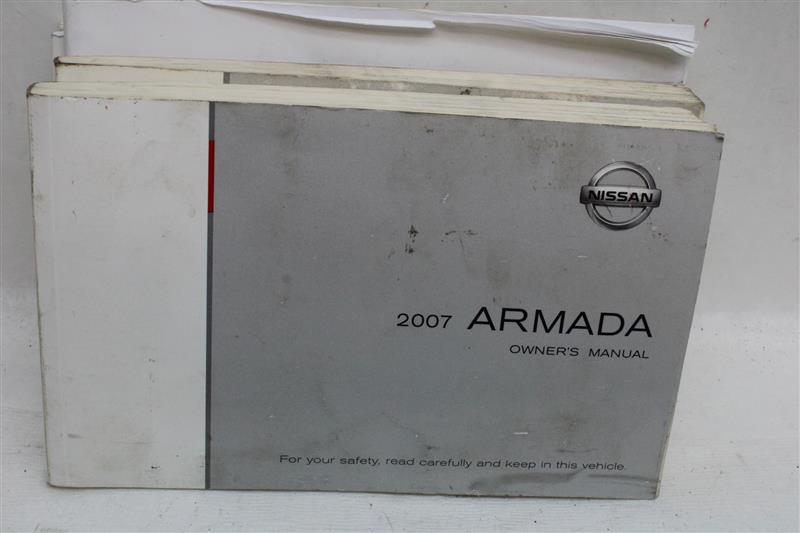 NISSAN
2007 ARMADA
OWNER'S MANUAL
For your safety, read carefully and keep in this vehicle.